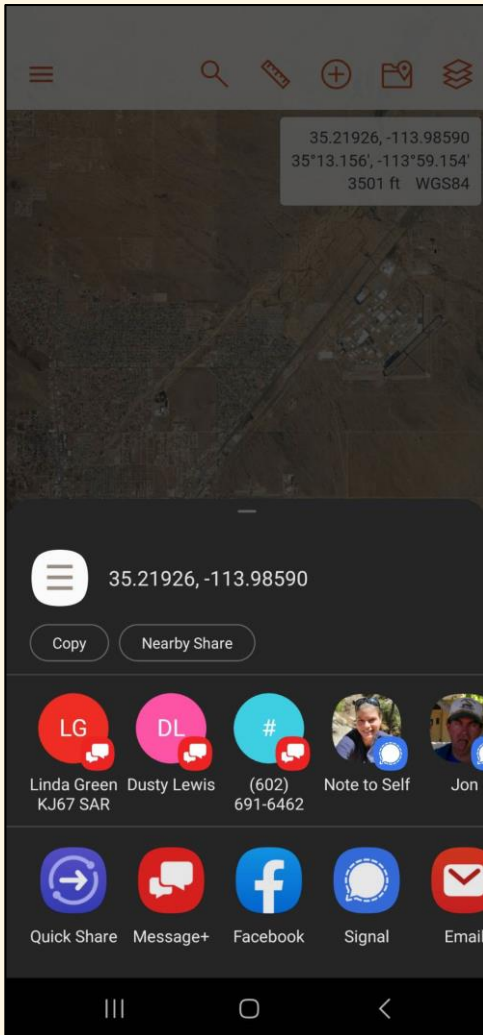 35.21926, -113.98590
35°13.156', -113°59.154'
3501 ft WGS84
35.21926, -113.98590
Copy
Nearby Share
LG
DL
#
Linda Green
KJ67 SAR
Dusty Lewis
(602)
691-6462
Note to Self
Jon
Quick Share
Message+
Facebook
Signal
Email